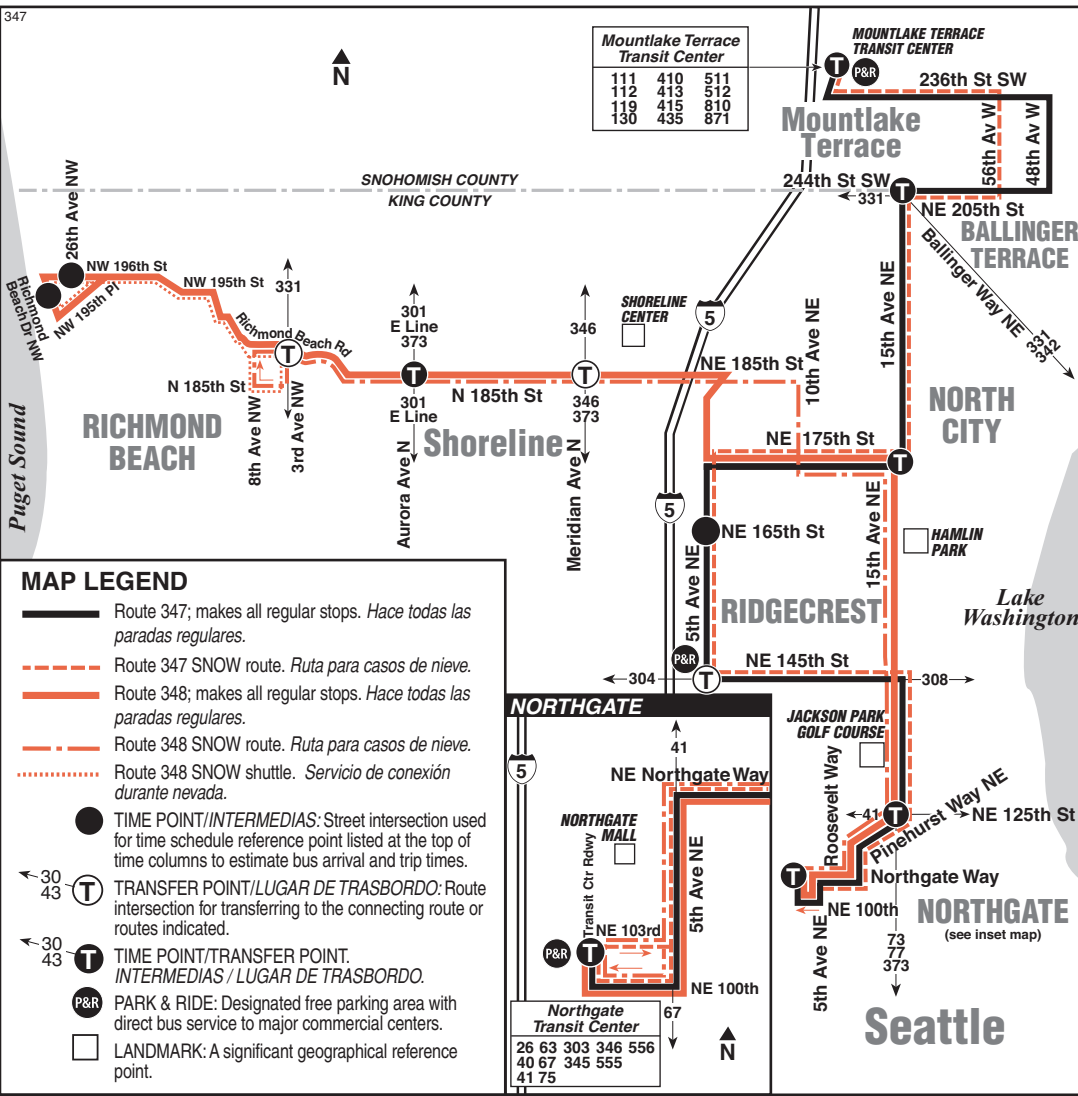 347
N
Mountlake Terrace
Transit Center
111 410 511
112 413 512
119 415 810
130 435 871
MOUNTLAKE TERRACE
TRANSIT CENTER
T
P&R
236th St SW
Mountlake
Terrace
56th Av W
48th Av W
SNOHOMISH COUNTY
KING COUNTY
244th St SW
T
331
NE 205th St
BALLINGER
TERRACE
Ballinger Way NE
331
342
26th Ave NW
NW 196th St
NW 195th St
Richmond
Beach Dr NW
NW 195th Pl
331
Richmond Beach Rd
T
N 185th St
8th Ave NW
3rd Ave NW
RICHMOND
BEACH
Puget Sound
301
E Line
373
T
301
E Line
Aurora Ave N
N 185th St
Shoreline
346
T
346
373
Meridian Ave N
SHORELINE
CENTER
5
NE 185th St
10th Ave NE
15th Ave NE
NORTH
CITY
NE 175th St
T
5
NE 165th St
5th Ave NE
15th Ave NE
HAMLIN
PARK
RIDGECREST
Lake
Washington
P&R
NE 145th St
304
T
308
JACKSON PARK
GOLF COURSE
Roosevelt Way
Pinehurst Way NE
41
T
NE 125th St
T
Northgate Way
NE 100th
NORTHGATE
(see inset map)
5th Ave NE
73
77
373
Seattle
MAP LEGEND
Route 347; makes all regular stops. Hace todas las
paradas regulares.
Route 347 SNOW route. Ruta para casos de nieve.
Route 348; makes all regular stops. Hace todas las
paradas regulares.
Route 348 SNOW route. Ruta para casos de nieve.
Route 348 SNOW shuttle. Servicio de conexión
durante nevada.
TIME POINT/INTERMEDIAS: Street intersection used
for time schedule reference point listed at the top of
time columns to estimate bus arrival and trip times.
30
43
T
TRANSFER POINT/LUGAR DE TRASBORDO: Route
intersection for transferring to the connecting route or
routes indicated.
30
43
T
TIME POINT/TRANSFER POINT.
INTERMEDIAS / LUGAR DE TRASBORDO.
P&R
PARK & RIDE: Designated free parking area with
direct bus service to major commercial centers.
LANDMARK: A significant geographical reference
point.
NORTHGATE
5
41
NE Northgate Way
NORTHGATE
MALL
Transit Ctr Rdwy
5th Ave NE
NE 103rd
P&R
T
NE 100th
67
N
Northgate
Transit Center
26 63 303 346 556
40 67 345 555
41 75